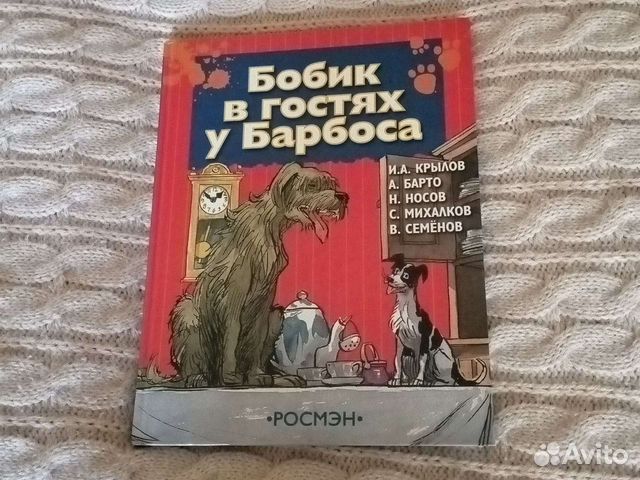 Бобик
в гостях
у Барбоса
И.А. КРЫЛОВ
А. БАРТО
Н. НОСОВ
С. МИХАЛКОВ
В. СЕМЁНОВ
•РОСМЭН•
Avito